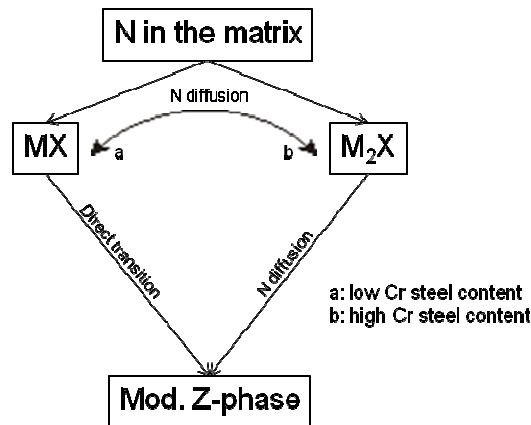 N in the matrix
N diffusion
MX
a
b
M₂X
Direct transition
N diffusion
a: low Cr steel content
b: high Cr steel content
Mod. Z-phase